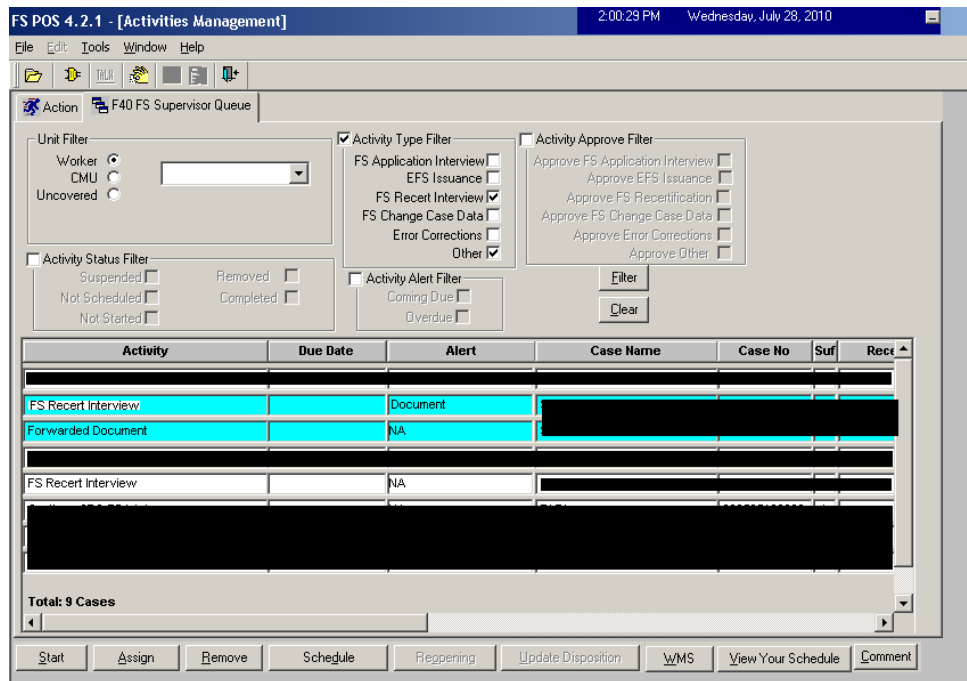 FS POS 4.2.1 - [Activities Management]
2:00:29 PM Wednesday, July 28, 2010
File Edit Tools Window Help
Action F40 FS Supervisor Queue
Unit Filter
Worker
CMU
Uncovered
Activity Type Filter
FS Application Interview
EFS Issuance
FS Recert Interview
FS Change Case Data
Error Corrections
Other
Activity Approve Filter
Approve FS Application Interview
Approve EFS Issuance
Approve FS Recertification
Approve FS Change Case Data
Approve Error Corrections
Approve Other
Activity Status Filter
Suspended Removed
Not Scheduled Completed
Not Started
Activity Alert Filter
Coming Due
Overdue
Filter
Clear
Activity Due Date Alert Case Name Case No Suf Rece
FS Recert Interview Document
Forwarded Document NA
FS Recert Interview NA
Total: 9 Cases
Start Assign Remove Schedule Reopening Update Disposition WMS View Your Schedule Comment